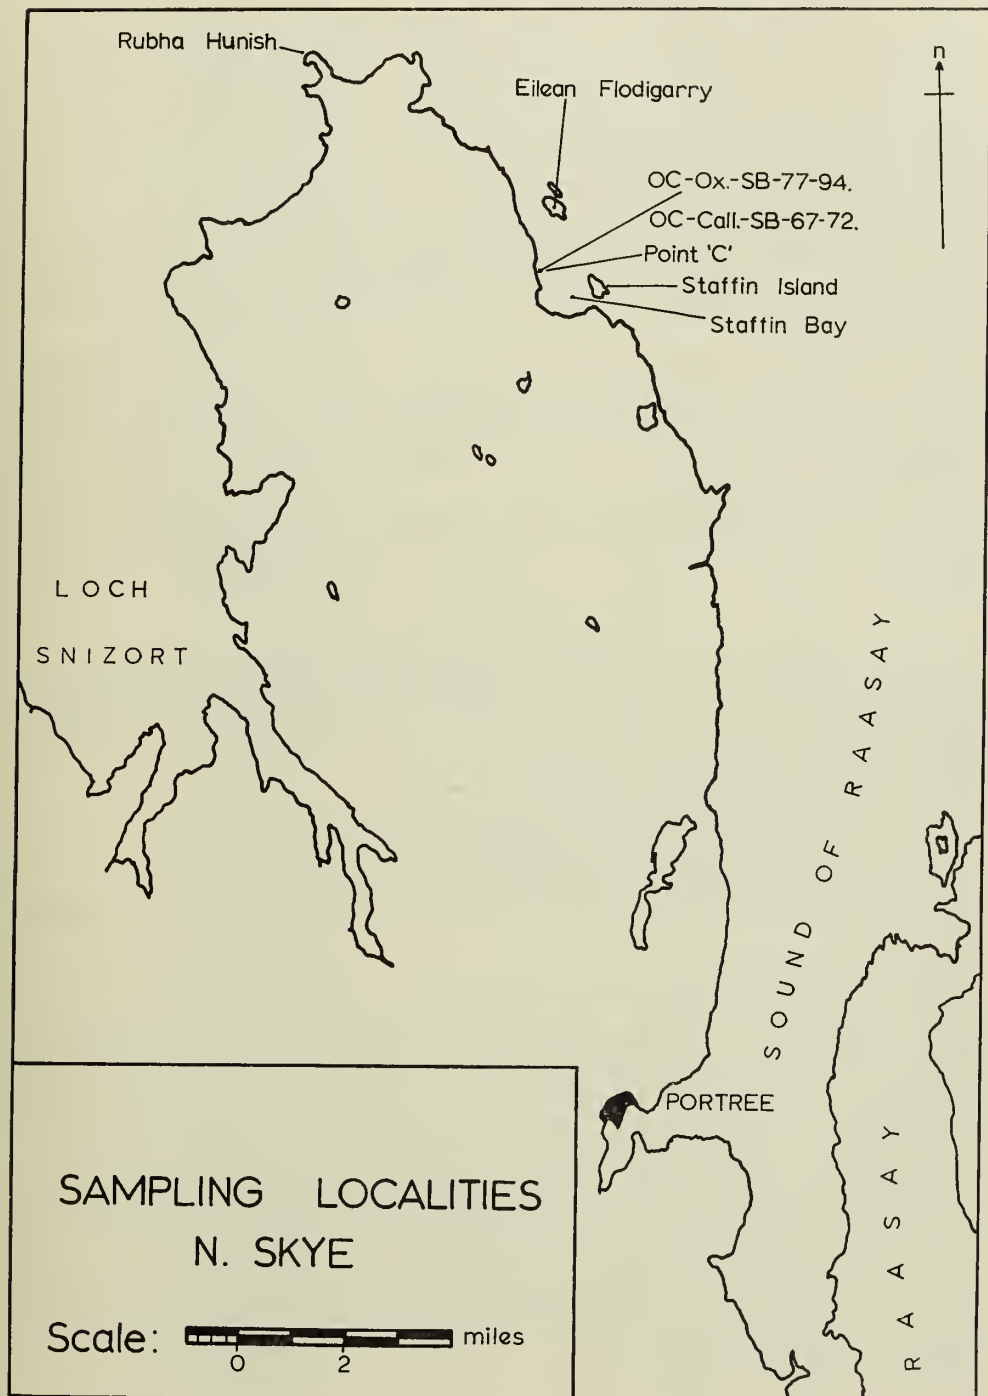 Rubha Hunish
n
Eilean Flodigarry
OC-Ox.-SB-77-94.
OC-Call.-SB-67-72.
Point 'C'
Staffin Island
Staffin Bay
LOCH
SNIZORT
SOUND OF RAASAY
PORTREE
RAASAY
SAMPLING LOCALITIES
N. SKYE
Scale:
miles
0 2